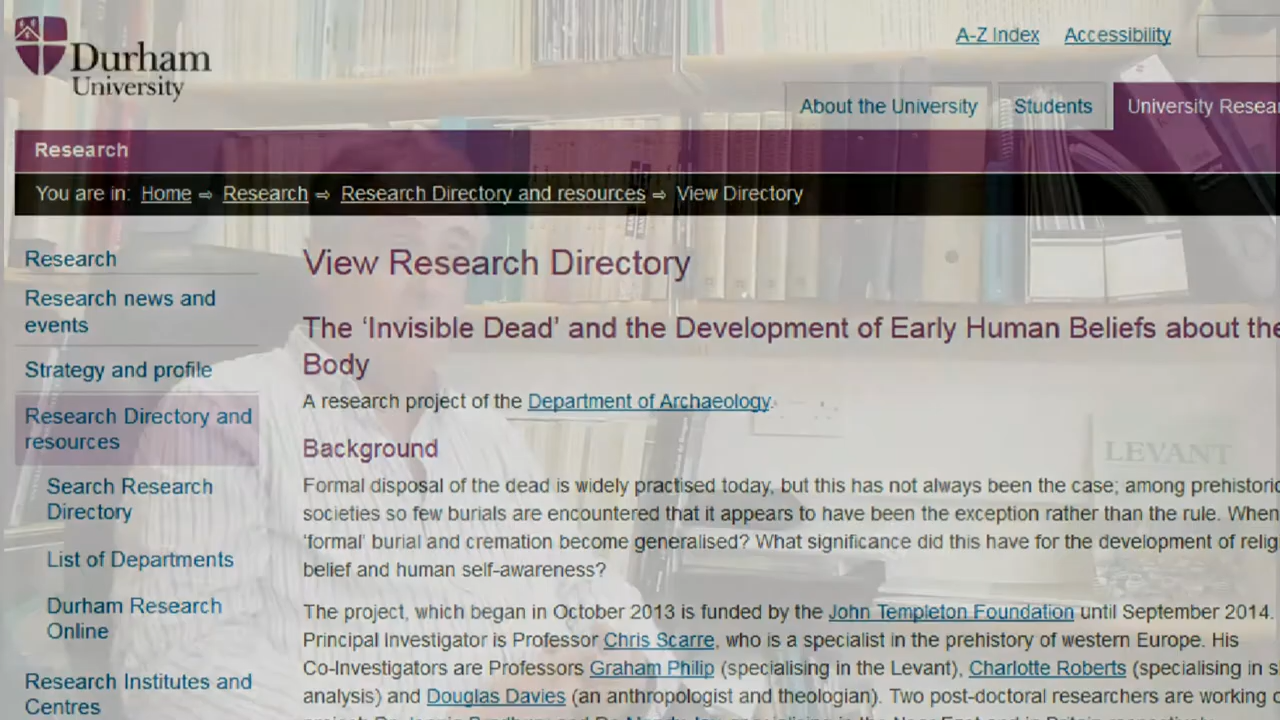 Durham
University
A-Z Index Accessibility
About the University Students University Resear
Research
You are in: Home ⇨ Research ⇨ Research Directory and resources ⇨ View Directory
Research
Research news and
events
Strategy and profile
Research Directory and
resources
Search Research
Directory
List of Departments
Durham Research
Online
Research Institutes and
Centres
View Research Directory
The ‘Invisible Dead’ and the Development of Early Human Beliefs about the
Body
A research project of the Department of Archaeology.
Background
Formal disposal of the dead is widely practised today, but this has not always been the case; among prehistoric
societies so few burials are encountered that it appears to have been the exception rather than the rule. When
‘formal’ burial and cremation become generalised? What significance did this have for the development of relig
belief and human self-awareness?
The project, which began in October 2013 is funded by the John Templeton Foundation until September 2014.
Principal Investigator is Professor Chris Scarre, who is a specialist in the prehistory of western Europe. His
Co-Investigators are Professors Graham Philip (specialising in the Levant), Charlotte Roberts (specialising in s
analysis) and Douglas Davies (an anthropologist and theologian). Two post-doctoral researchers are working
LEVANT